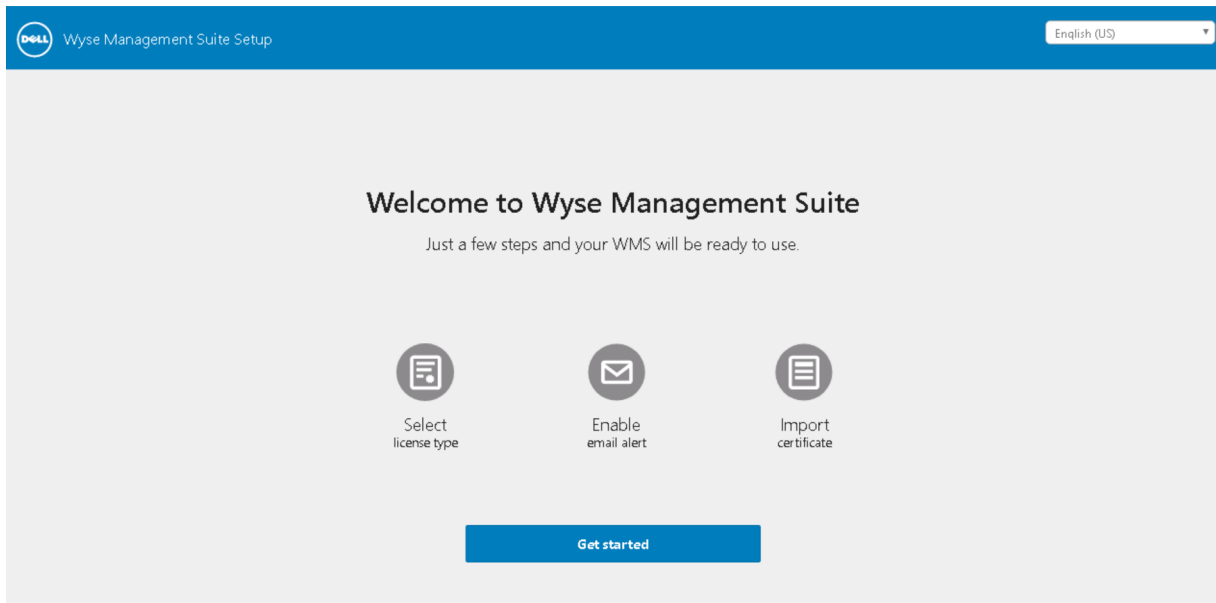 DELL
Wyse Management Suite Setup
English (US)
Welcome to Wyse Management Suite
Just a few steps and your WMS will be ready to use.
Select
license type
Enable
email alert
Import
certificate
Get started